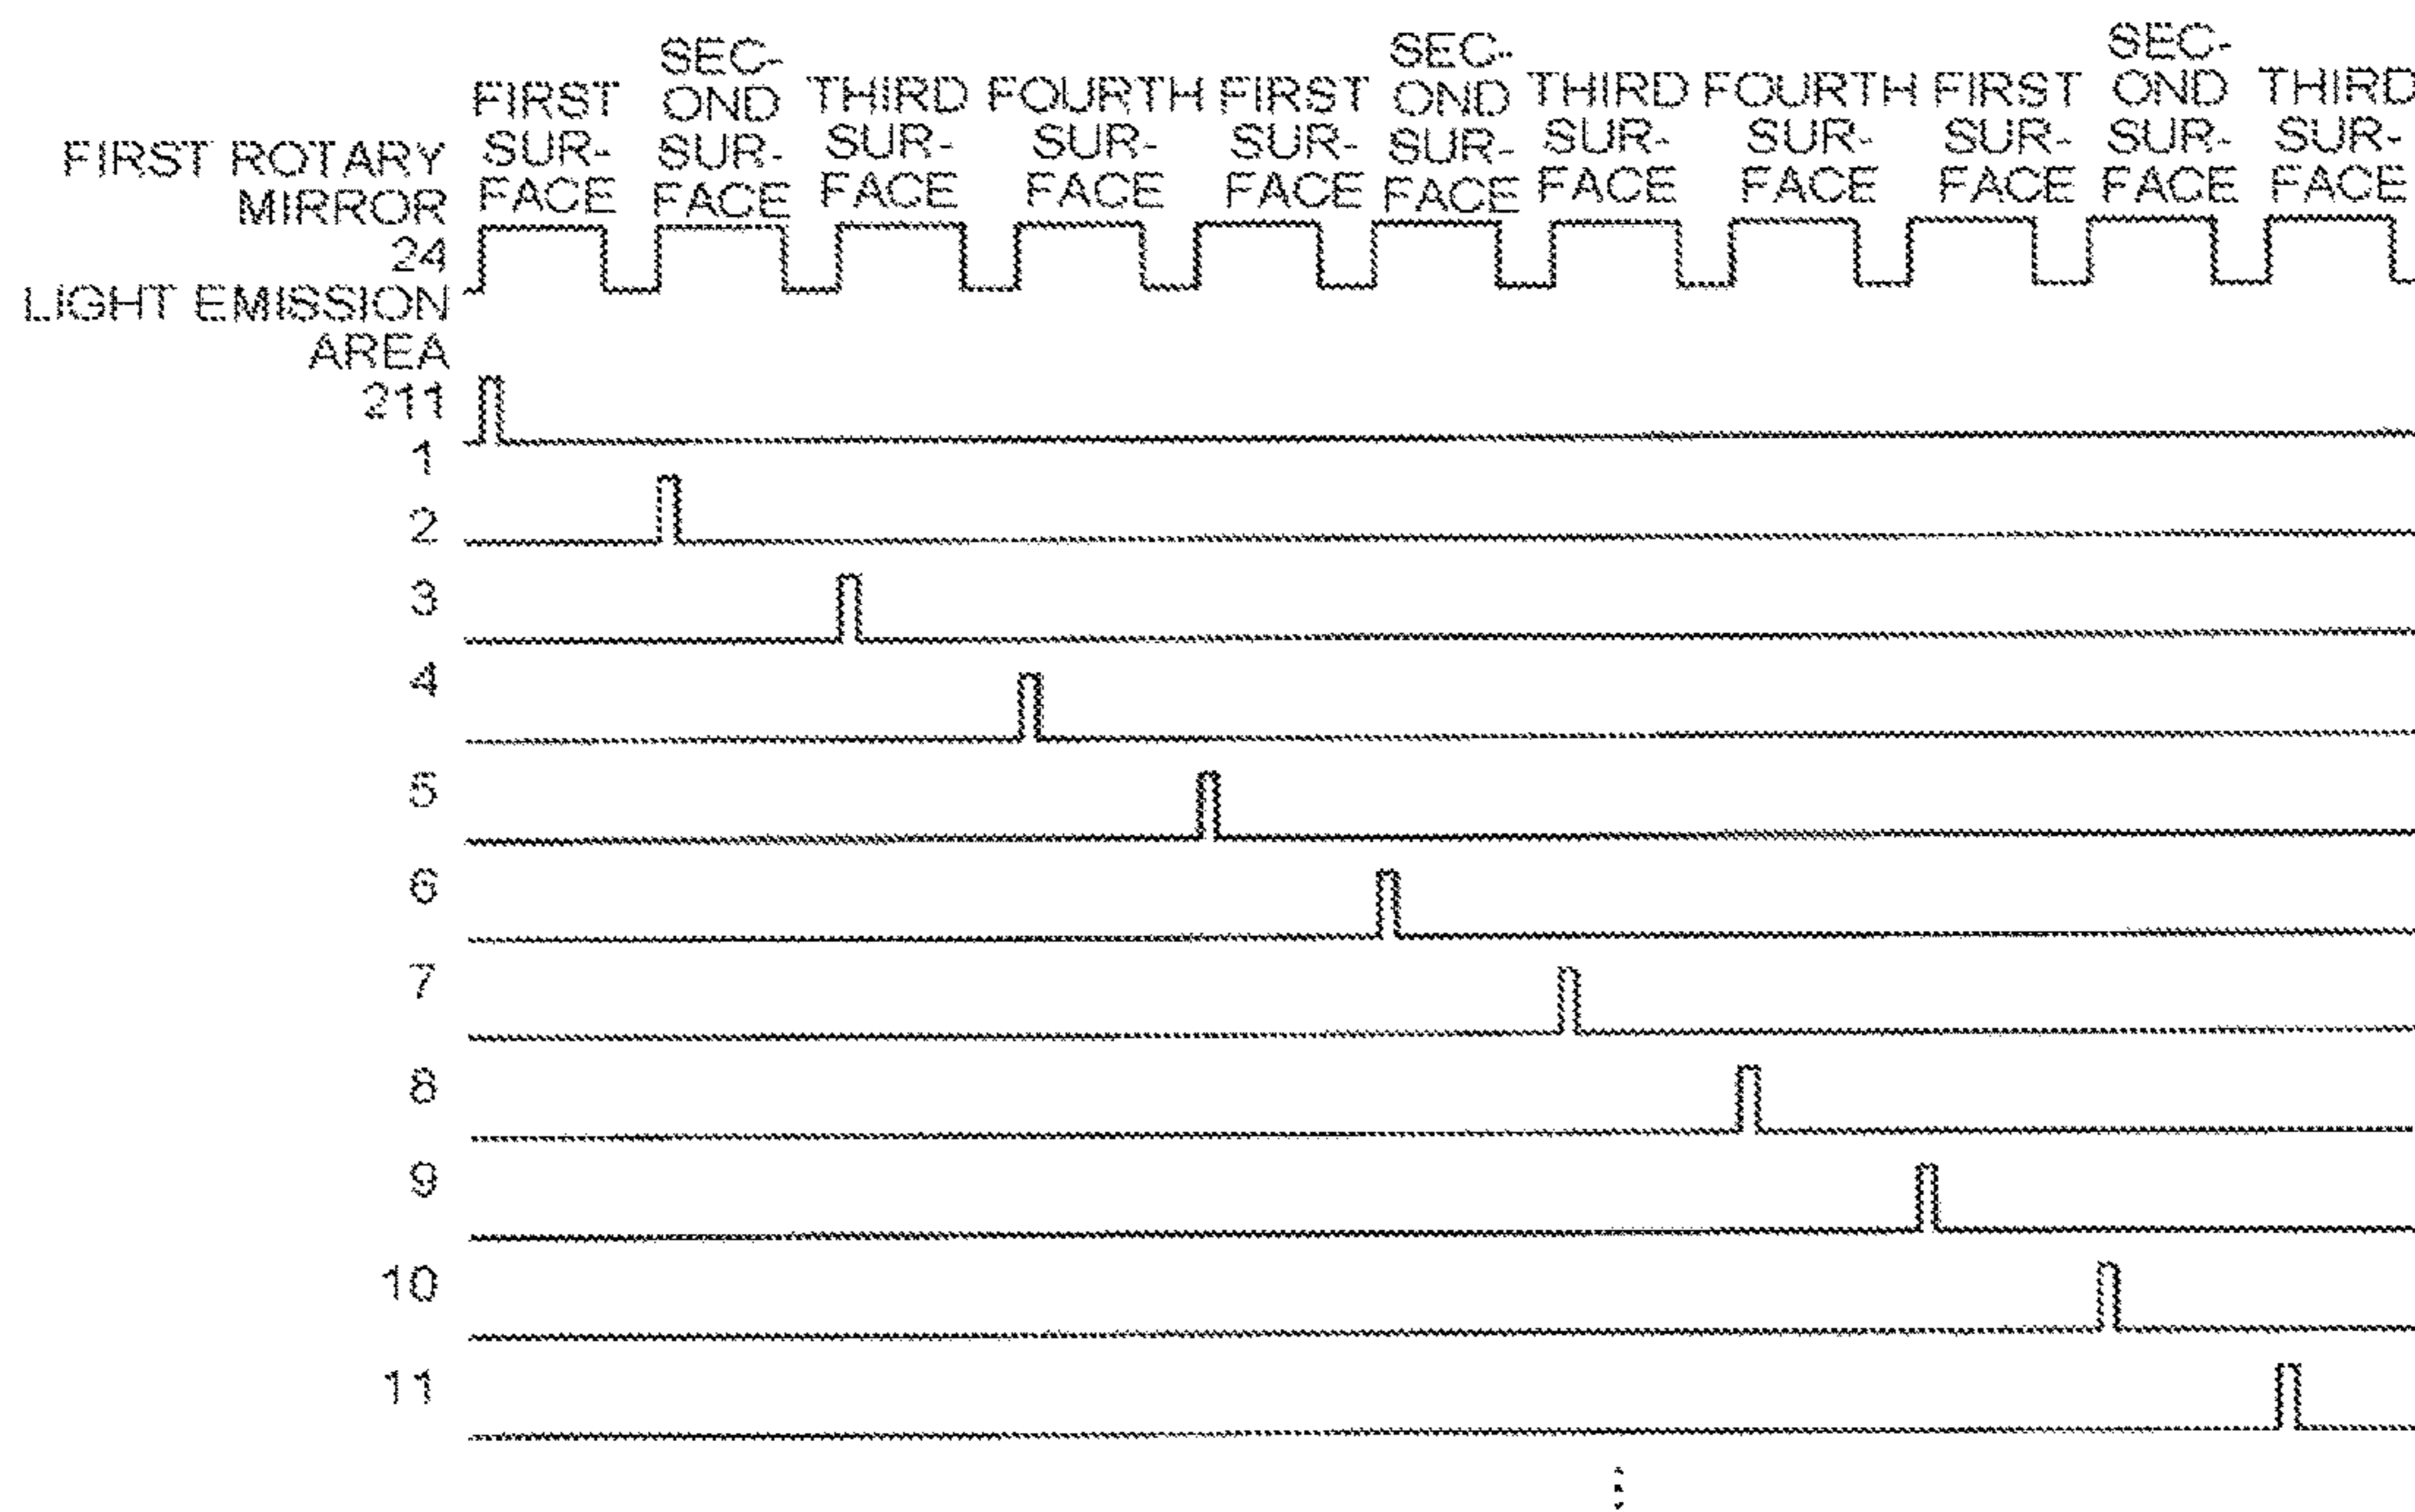 FIRST ROTARY
MIRROR
24
FIRST
SUR-
FACE
SEC-
OND
SUR-
FACE
THIRD
SUR-
FACE
FOURTH
SUR-
FACE
FIRST
SUR-
FACE
SEC-
OND
SUR-
FACE
THIRD
SUR-
FACE
FOURTH
SUR-
FACE
FIRST
SUR-
FACE
SEC-
OND
SUR-
FACE
THIRD
SUR-
FACE
LIGHT EMISSION
AREA
211
1
2
3
4
5
6
7
8
9
10
11